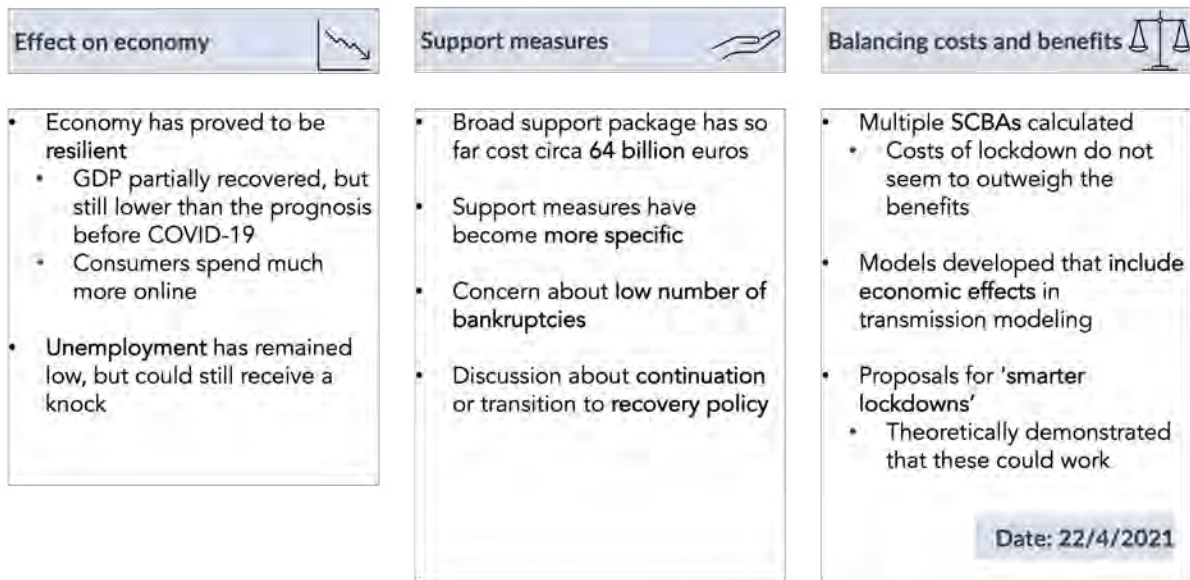 Effect on economy
• Economy has proved to be
resilient
• GDP partially recovered, but
still lower than the prognosis
before COVID-19
• Consumers spend much
more online
• Unemployment has remained
low, but could still receive a
knock
Support measures
• Broad support package has so
far cost circa 64 billion euros
• Support measures have
become more specific
• Concern about low number of
bankruptcies
• Discussion about continuation
or transition to recovery policy
Balancing costs and benefits
• Multiple SCBAs calculated
• Costs of lockdown do not
seem to outweigh the
benefits
• Models developed that include
economic effects in
transmission modeling
• Proposals for 'smarter
lockdowns'
• Theoretically demonstrated
that these could work
Date: 22/4/2021